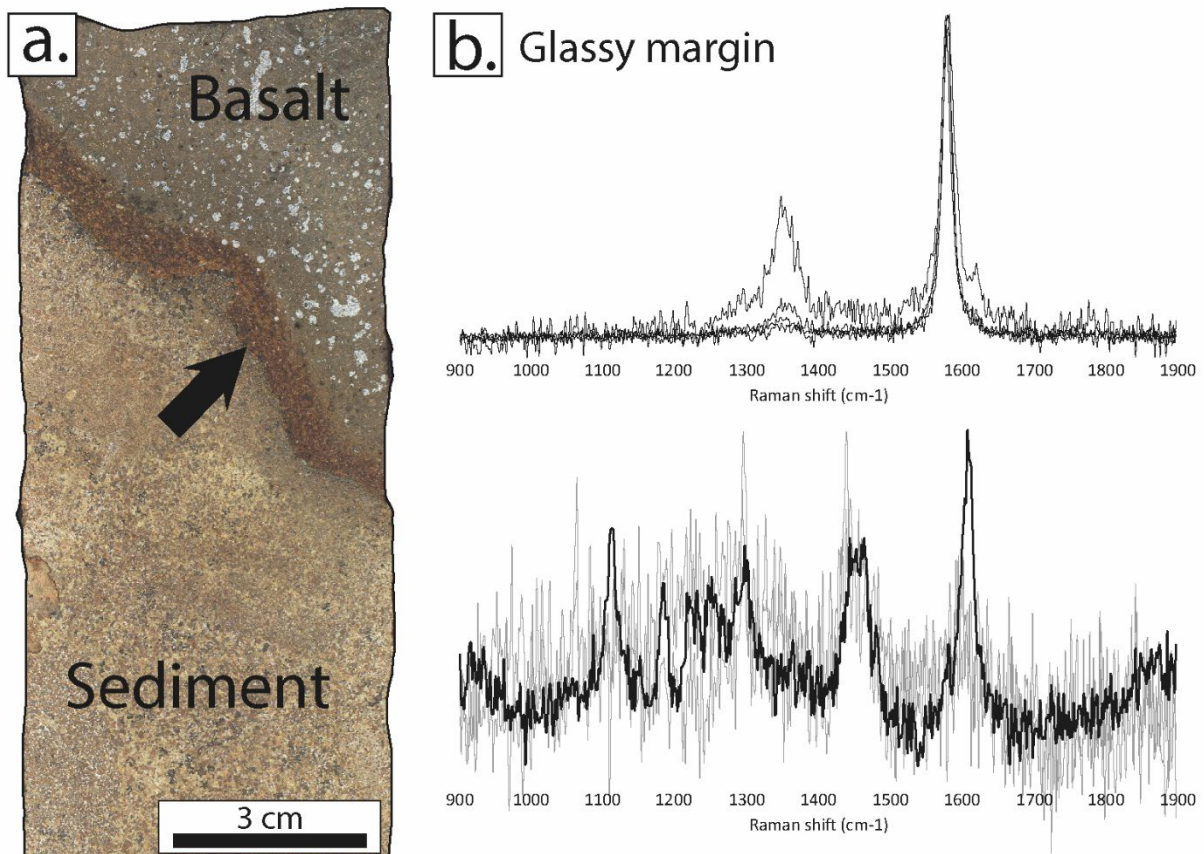 a.
Basalt
Sediment
3 cm
b. Glassy margin
900 1000 1100 1200 1300 1400 1500 1600 1700 1800 1900
Raman shift (cm-1)
900 1000 1100 1200 1300 1400 1500 1600 1700 1800 1900
Raman shift (cm-1)